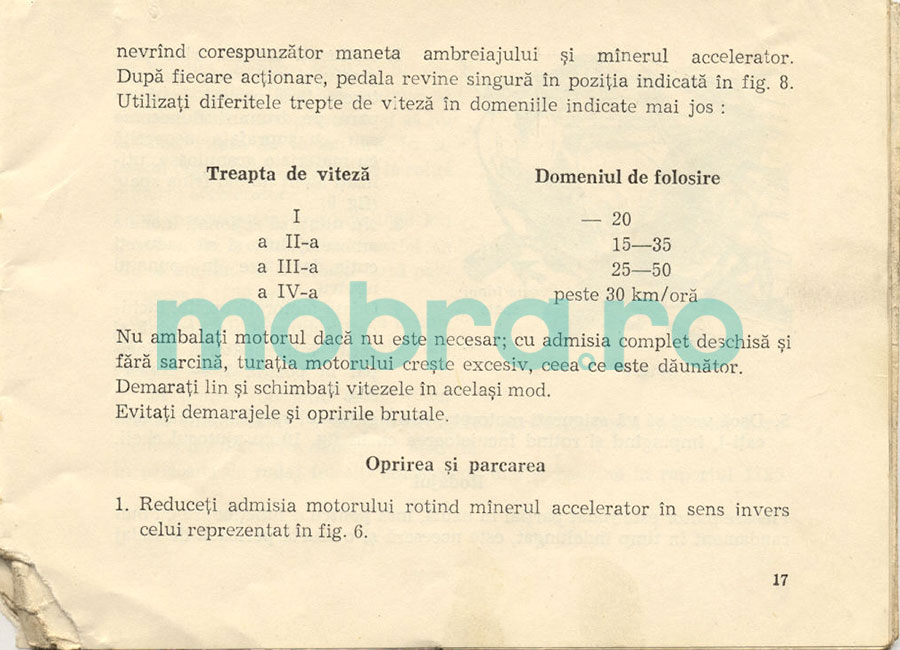 nevrînd corespunzător maneta ambreiajului și mînerul accelerator.
După fiecare acționare, pedala revine singură în poziția indicată în fig. 8.
Utilizați diferitele trepte de viteză în domeniile indicate mai jos :
Treapta de viteză Domeniul de folosire
I — 20
a II-a 15—35
a III-a 25—50
a IV-a peste 30 km/oră
mobra.ro
Nu ambalați motorul dacă nu este necesar; cu admisia complet deschisă și
fără sarcină, turația motorului crește excesiv, ceea ce este dăunător.
Demarați lin și schimbați vitezele în același mod.
Evitați demarajele și opririle brutale.
Oprirea și parcarea
1. Reduceți admisia motorului rotind mînerul accelerator în sens invers
celui reprezentat în fig. 6.
17